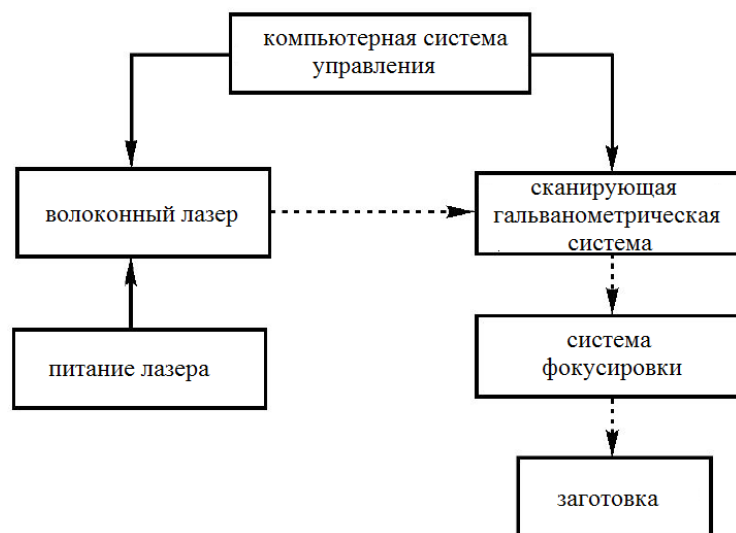 компьютерная система
управления
волоконный лазер
сканирующая
гальванометрическая
система
питание лазера
система
фокусировки
заготовка